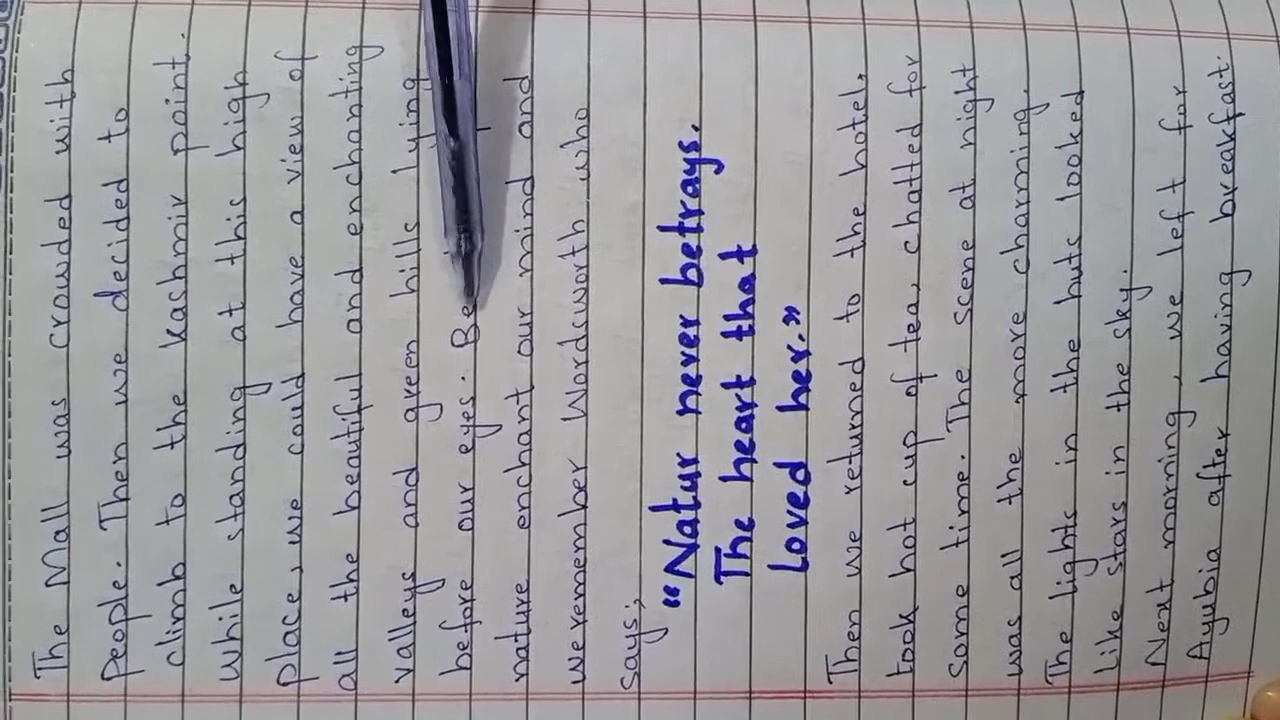 The Mall was crowded with
People. Then we decided to
climb to the Kashmir point.
While standing at this high
place, we could have a view of
all the beautiful and enchanting
valleys and green hills lying
before our eyes.
nature enchant our mind and
we remember Wordsworth who
says;
"Natur never betrays.
The heart that
Loved her."
Then we returned to the hotel,
took hot cup of tea, chatted for
some time. The scene at night
was all the more charming.
The lights in the huts looked
Like stars in the sky.
Next morning, we left for
Ayubia after having breakfast.